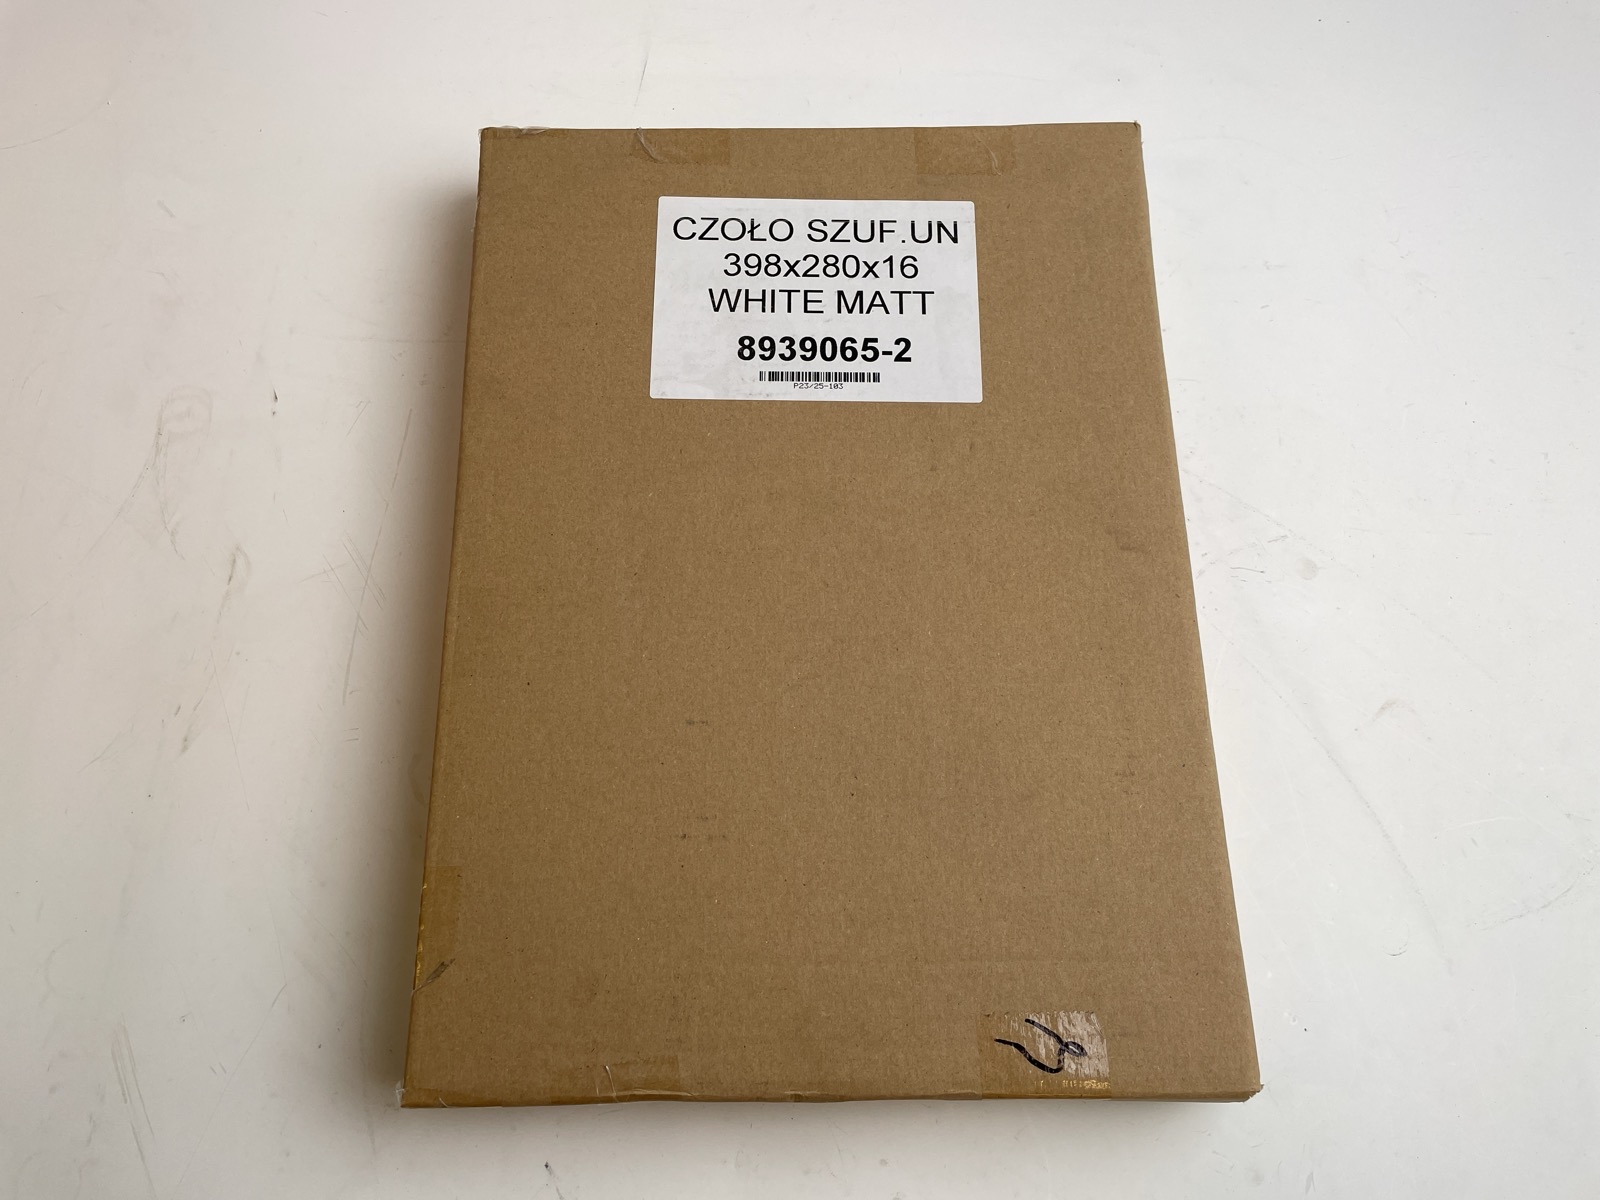 CZOŁO SZUF.UN
398x280x16
WHITE MATT
8939065-2
P23/25-103